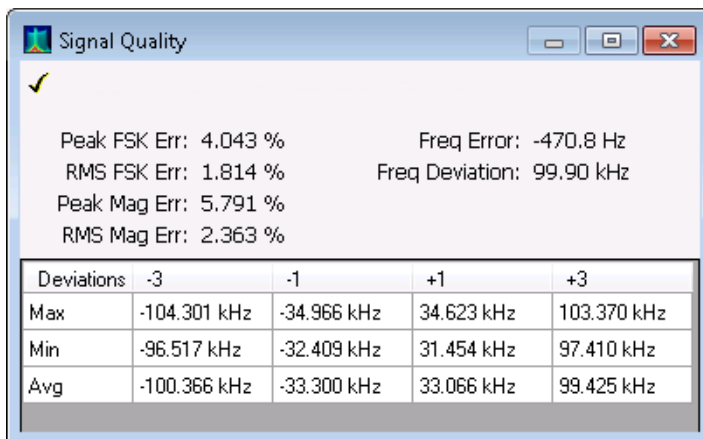 Signal Quality
Peak FSK Err: 4.043 % Freq Error: -470.8 Hz
RMS FSK Err: 1.814 % Freq Deviation: 99.90 kHz
Peak Mag Err: 5.791 %
RMS Mag Err: 2.363 %
Deviations -3 -1 +1 +3
Max -104.301 kHz -34.966 kHz 34.623 kHz 103.370 kHz
Min -96.517 kHz -32.409 kHz 31.454 kHz 97.410 kHz
Avg -100.366 kHz -33.300 kHz 33.066 kHz 99.425 kHz